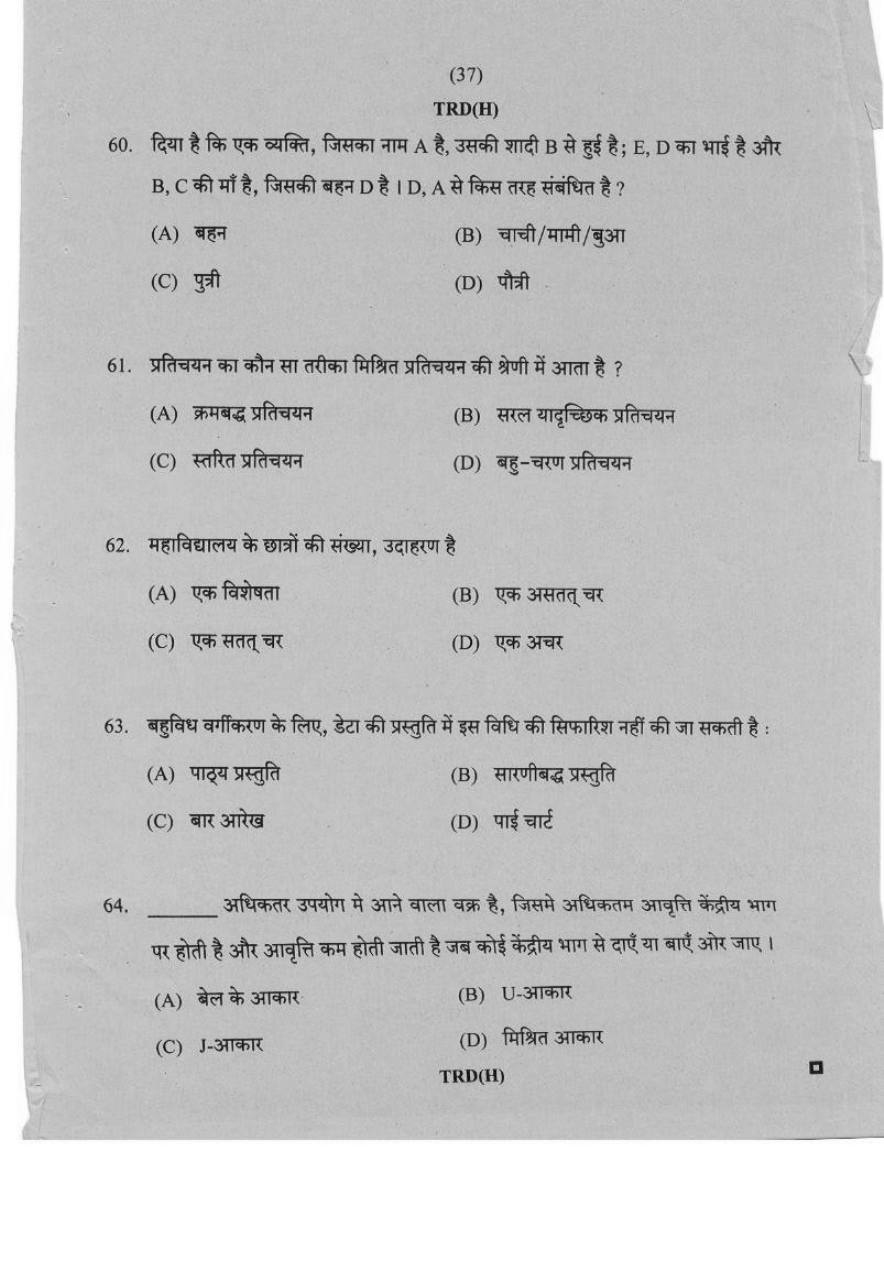 (37)
TRD(H)
60. दिया है कि एक व्यक्ति, जिसका नाम A है, उसकी शादी B से हुई है; E, D का भाई है और
B, C की माँ है, जिसकी बहन D है । D, A से किस तरह संबंधित है ?
(A) बहन (B) चाची/मामी/बुआ
(C) पुत्री (D) पौत्री
61. प्रतिचयन का कौन सा तरीका मिश्रित प्रतिचयन की श्रेणी में आता है ?
(A) क्रमबद्ध प्रतिचयन (B) सरल यादृच्छिक प्रतिचयन
(C) स्तरित प्रतिचयन (D) बहु-चरण प्रतिचयन
62. महाविद्यालय के छात्रों की संख्या, उदाहरण है
(A) एक विशेषता (B) एक असतत् चर
(C) एक सतत् चर (D) एक अचर
63. बहुविध वर्गीकरण के लिए, डेटा की प्रस्तुति में इस विधि की सिफारिश नहीं की जा सकती है :
(A) पाठ्य प्रस्तुति (B) सारणीबद्ध प्रस्तुति
(C) बार आरेख (D) पाई चार्ट
64. _______ अधिकतर उपयोग मे आने वाला वक्र है, जिसमे अधिकतम आवृत्ति केंद्रीय भाग
पर होती है और आवृत्ति कम होती जाती है जब कोई केंद्रीय भाग से दाएँ या बाएँ ओर जाए ।
(A) बेल के आकार (B) U-आकार
(C) J-आकार (D) मिश्रित आकार
TRD(H)